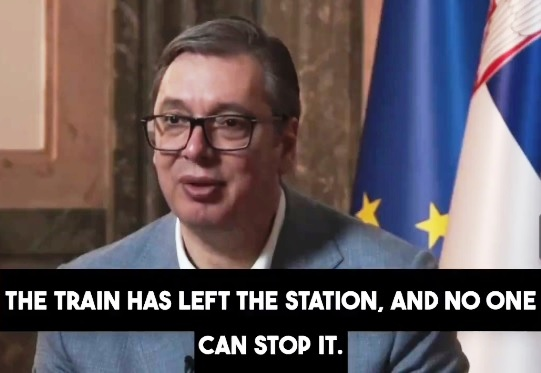 THE TRAIN HAS LEFT THE STATION, AND NO ONE
CAN STOP IT.